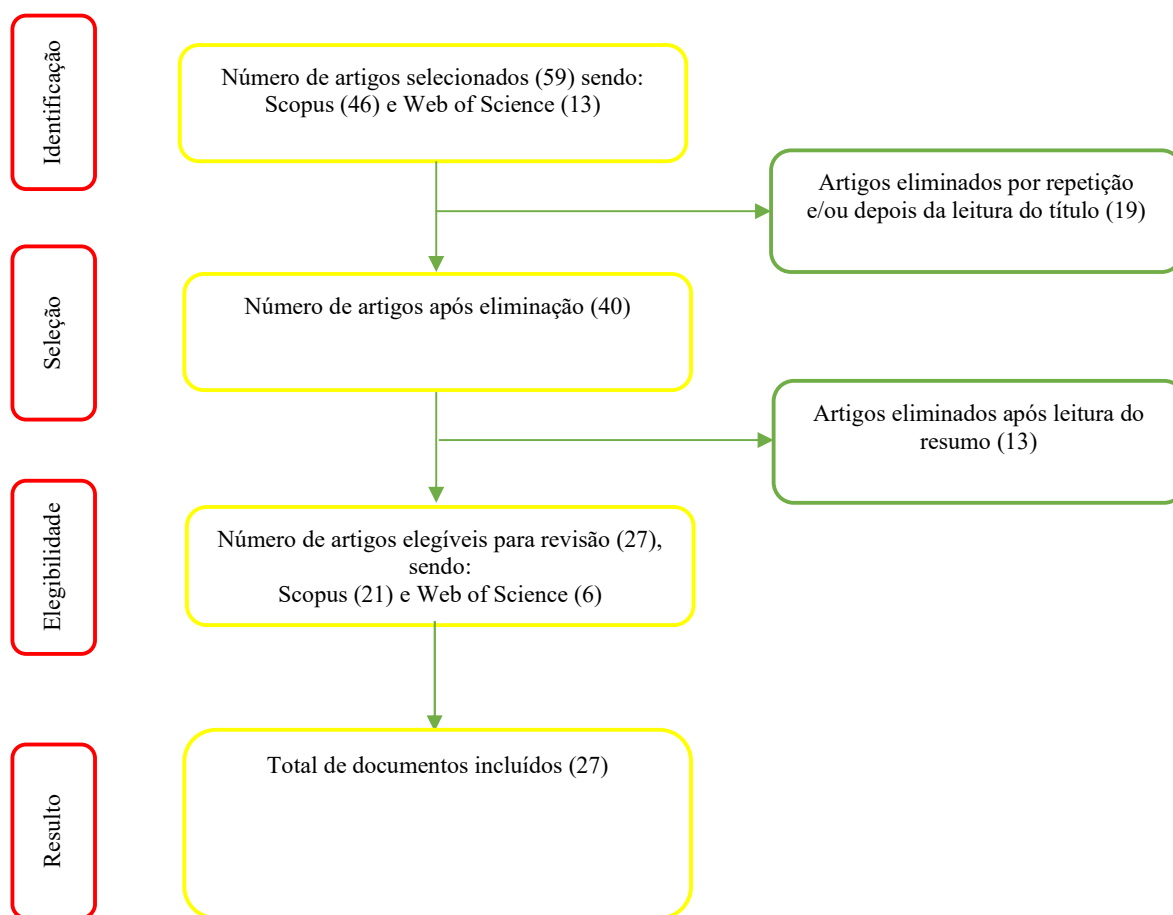 Identificação
Número de artigos selecionados (59) sendo:
Scopus (46) e Web of Science (13)
Artigos eliminados por repetição
e/ou depois da leitura do título (19)
Seleção
Número de artigos após eliminação (40)
Artigos eliminados após leitura do
resumo (13)
Elegibilidade
Número de artigos elegíveis para revisão (27),
sendo:
Scopus (21) e Web of Science (6)
Resulto
Total de documentos incluídos (27)